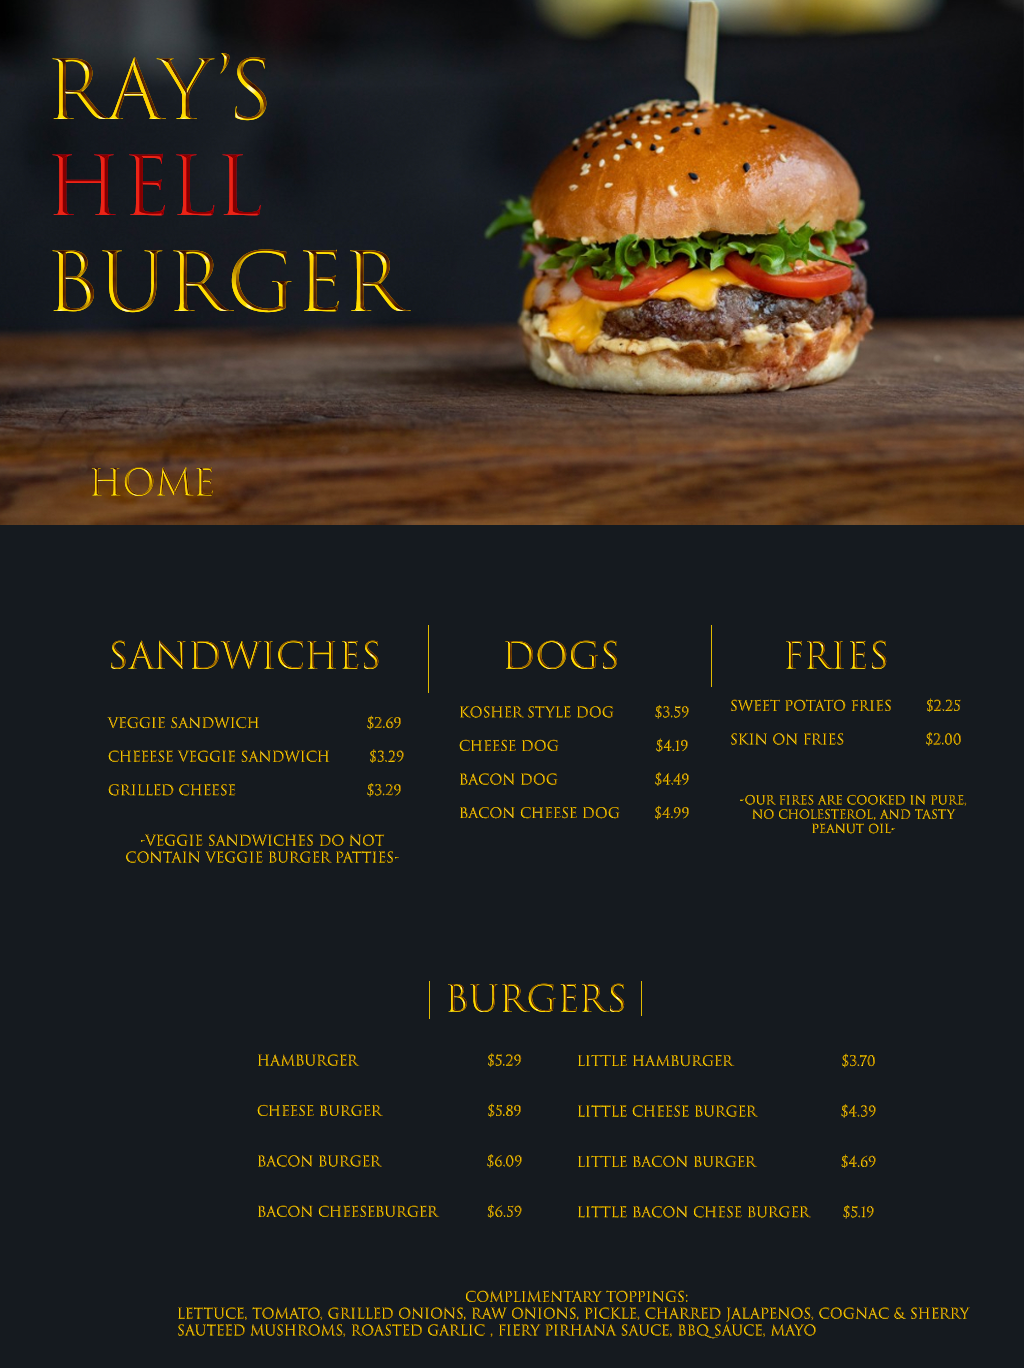 RAY'S
HELL
BURGER
HOME
SANDWICHES
VEGGIE SANDWICH $2.69
CHEEESE VEGGIE SANDWICH $3.29
GRILLED CHEESE $3.29
-VEGGIE SANDWICHES DO NOT
CONTAIN VEGGIE BURGER PATTIES-
DOGS
KOSHER STYLE DOG $3.59
CHEESE DOG $4.19
BACON DOG $4.49
BACON CHEESE DOG $4.99
FRIES
SWEET POTATO FRIES $2.25
SKIN ON FRIES $2.00
-OUR FIRES ARE COOKED IN PURE,
NO CHOLESTEROL, AND TASTY
PEANUT OIL-
BURGERS
HAMBURGER $5.29
CHEESE BURGER $5.89
BACON BURGER $6.09
BACON CHEESEBURGER $6.59
LITTLE HAMBURGER $3.70
LITTLE CHEESE BURGER $4.39
LITTLE BACON BURGER $4.69
LITTLE BACON CHESE BURGER $5.19
COMPLIMENTARY TOPPINGS:
LETTUCE, TOMATO, GRILLED ONIONS, RAW ONIONS, PICKLE, CHARRED JALAPENOS, COGNAC & SHERRY
SAUTEED MUSHROMS, ROASTED GARLIC , FIERY PIRHANA SAUCE, BBQ SAUCE, MAYO